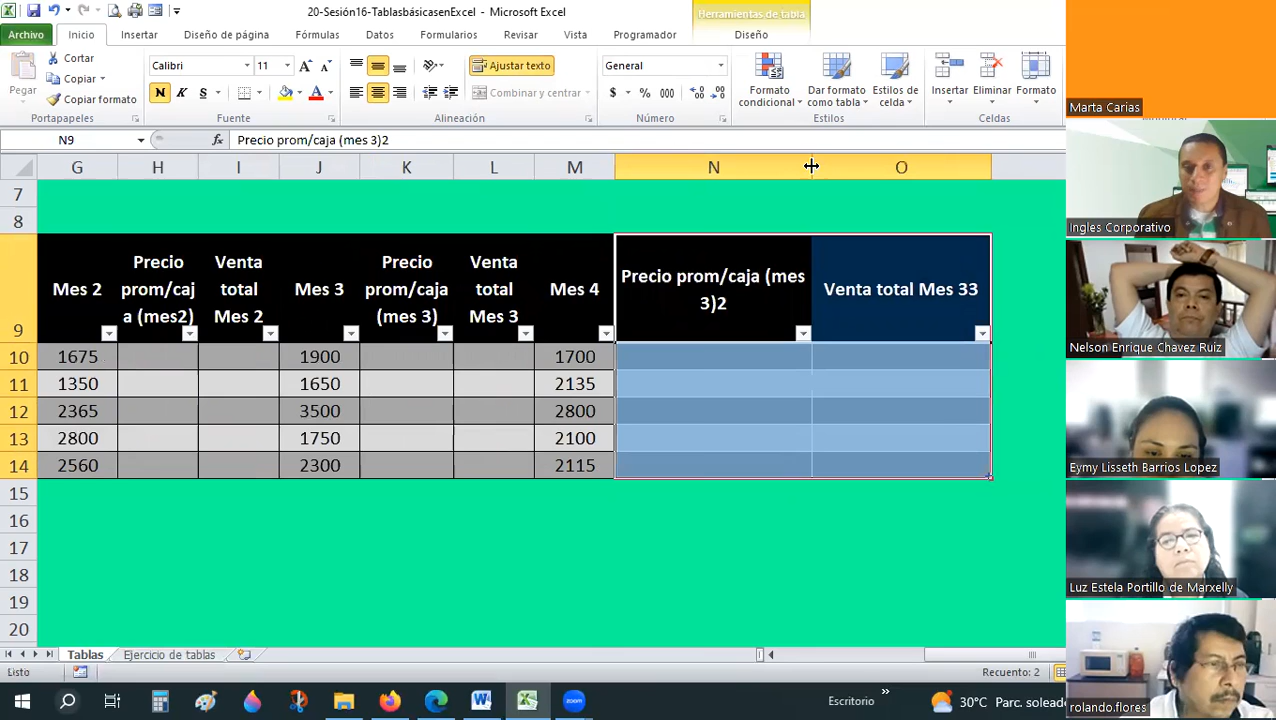 20-Sesión16-TablasbásicasenExcel - Microsoft Excel
Herramientas de tabla
Archivo Inicio Insertar Diseño de página Fórmulas Datos Formularios Revisar Vista Programador Diseño
Pegar
Cortar
Copiar
Copiar formato
Portapapeles
Calibri 11
N K S
Fuente
Ajustar texto
Combinar y centrar
Alineación
General
$ % 000
Número
Formato condicional
Dar formato como tabla
Estilos de celda
Estilos
Insertar
Eliminar
Formato
Celdas
N9 fx Precio prom/caja (mes 3)2
G H I J K L M N O
7
8
9 Mes 2 Precio prom/caja (mes2) Venta total Mes 2 Mes 3 Precio prom/caja (mes 3) Venta total Mes 3 Mes 4 Precio prom/caja (mes 3)2 Venta total Mes 33
10 1675 1900 1700
11 1350 1650 2135
12 2365 3500 2800
13 2800 1750 2100
14 2560 2300 2115
15
16
17
18
19
20
Tablas Ejercicio de tablas
Listo Recuento: 2
Escritorio » 30°C Parc. soleado
Marta Carias
Ingles Corporativo
Nelson Enrique Chavez Ruiz
Eymy Lisseth Barrios Lopez
Luz Estela Portillo de Marxelly
rolando.flores